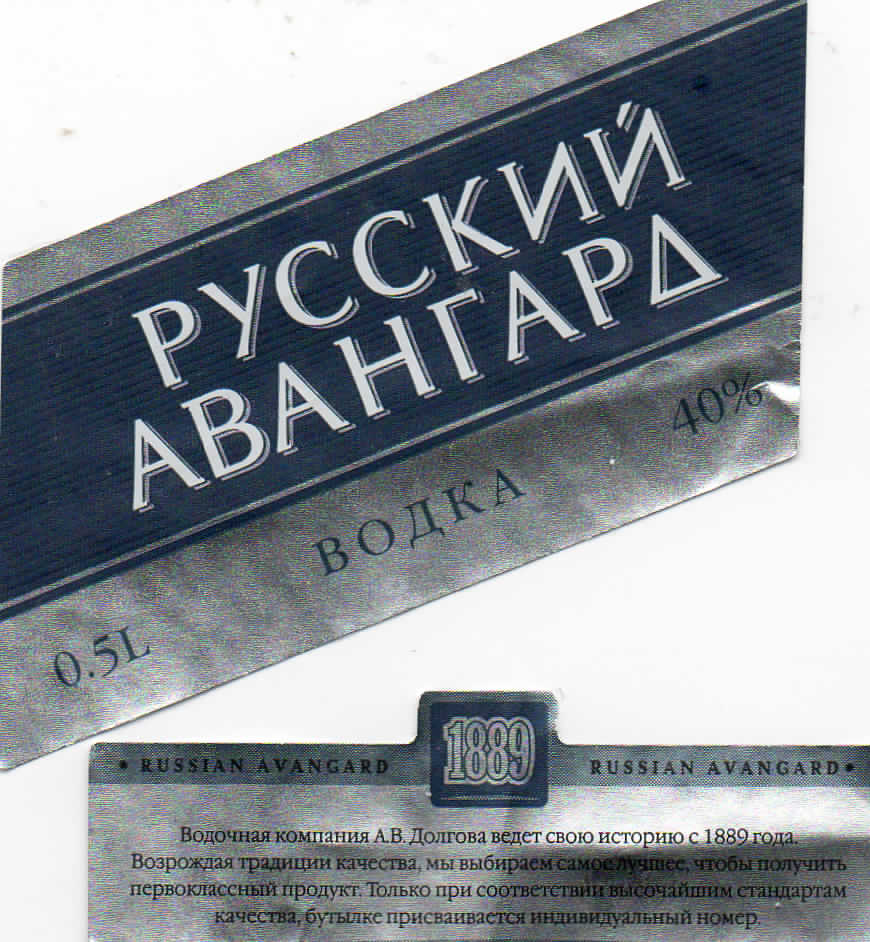 РУССКИЙ
АВАНГАРД
0.5L ВОДКА 40%
1889
• RUSSIAN AVANGARD RUSSIAN AVANGARD •
Водочная компания А.В. Долгова ведет свою историю с 1889 года.
Возрождая традиции качества, мы выбираем самое лучшее, чтобы получить
первоклассный продукт. Только при соответствии высочайшим стандартам
качества, бутылке присваивается индивидуальный номер.